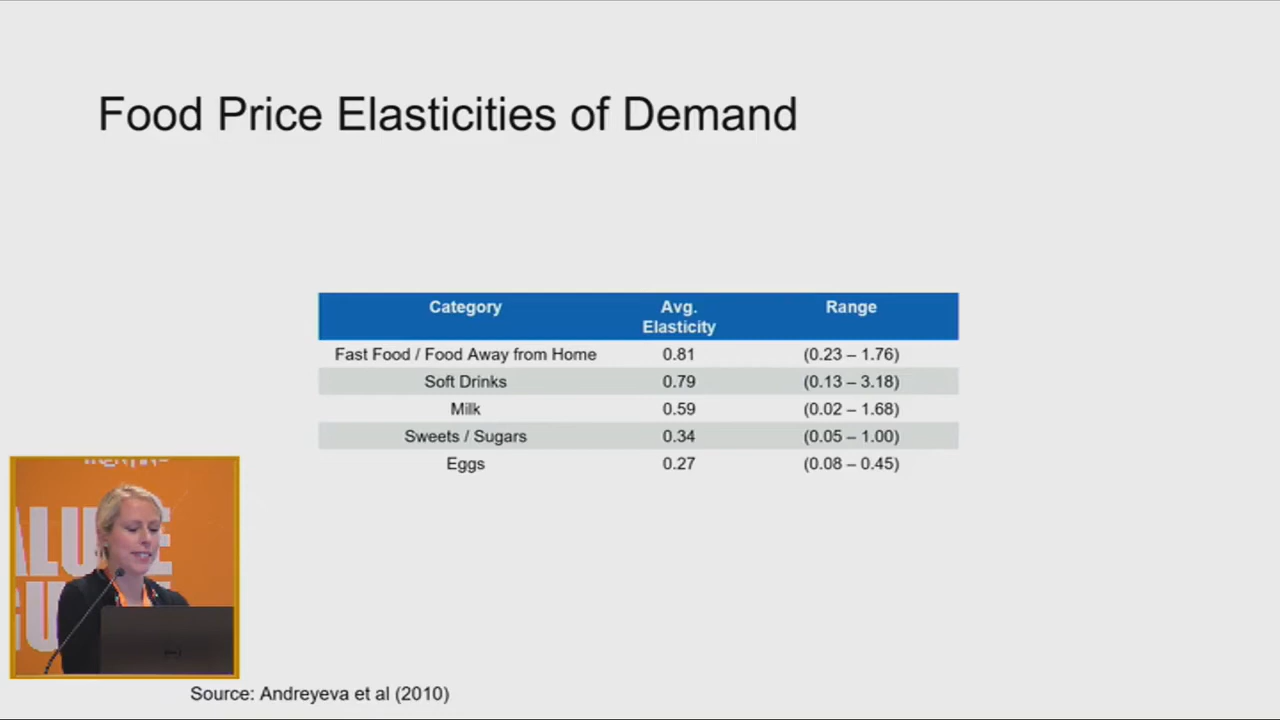 Food Price Elasticities of Demand
Category Avg. Elasticity Range
Fast Food / Food Away from Home 0.81 (0.23 – 1.76)
Soft Drinks 0.79 (0.13 – 3.18)
Milk 0.59 (0.02 – 1.68)
Sweets / Sugars 0.34 (0.05 – 1.00)
Eggs 0.27 (0.08 – 0.45)
Source: Andreyeva et al (2010)